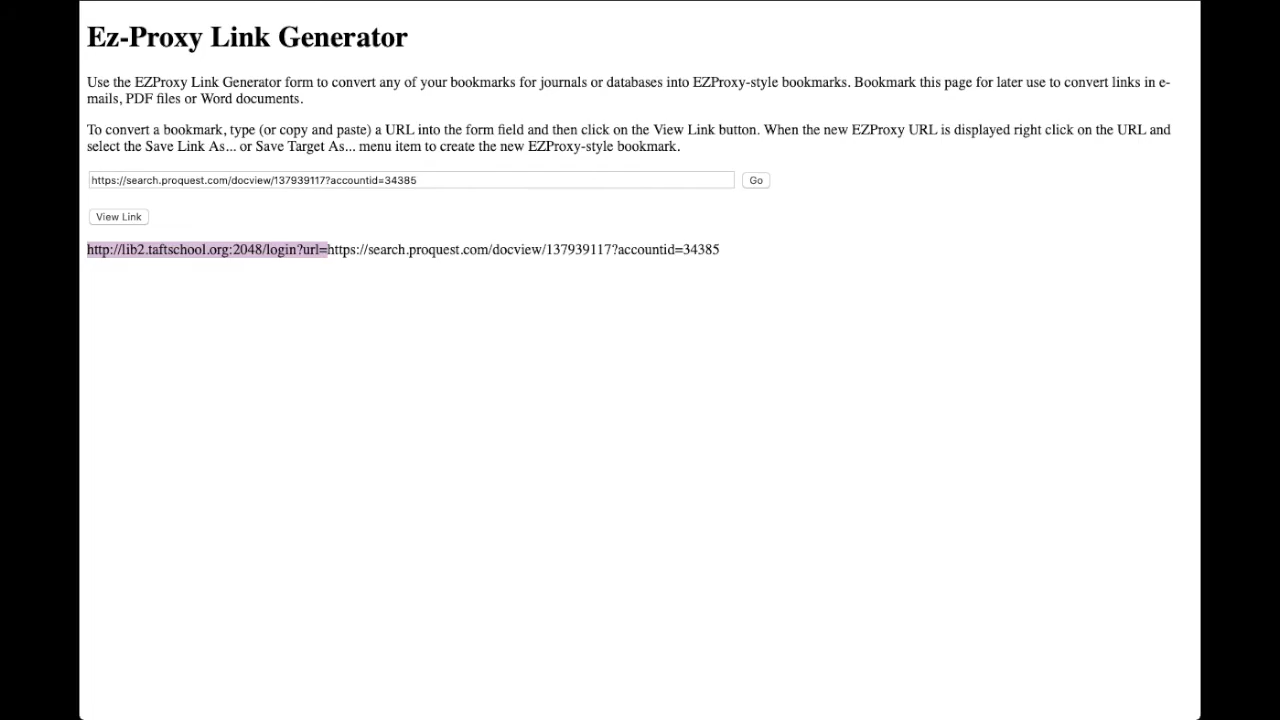 Ez-Proxy Link Generator
Use the EZProxy Link Generator form to convert any of your bookmarks for journals or databases into EZProxy-style bookmarks. Bookmark this page for later use to convert links in e-
mails, PDF files or Word documents.
To convert a bookmark, type (or copy and paste) a URL into the form field and then click on the View Link button. When the new EZProxy URL is displayed right click on the URL and
select the Save Link As... or Save Target As... menu item to create the new EZProxy-style bookmark.
https://search.proquest.com/docview/137939117?accountid=34385 Go
View Link
http://lib2.taftschool.org:2048/login?url=https://search.proquest.com/docview/137939117?accountid=34385